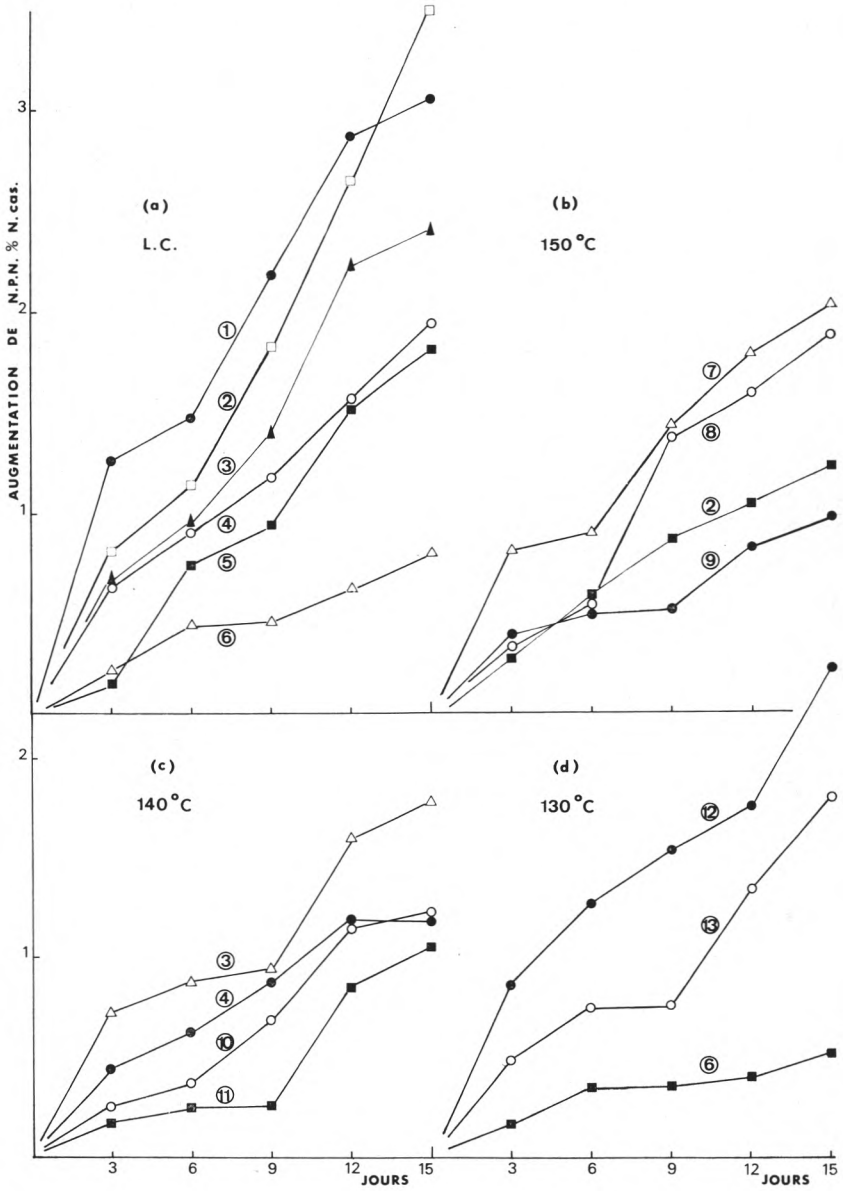 AUGMENTATION DE N.P.N. % N. cas.
3
2
1
(a)
L.C.
①
②
③
④
⑤
⑥
(b)
150°C
⑦
⑧
②
⑨
2
1
(c)
140°C
③
④
⑩
⑪
3 6 9 12 15
JOURS
(d)
130°C
⑫
⑬
⑥
3 6 9 12 15
JOURS